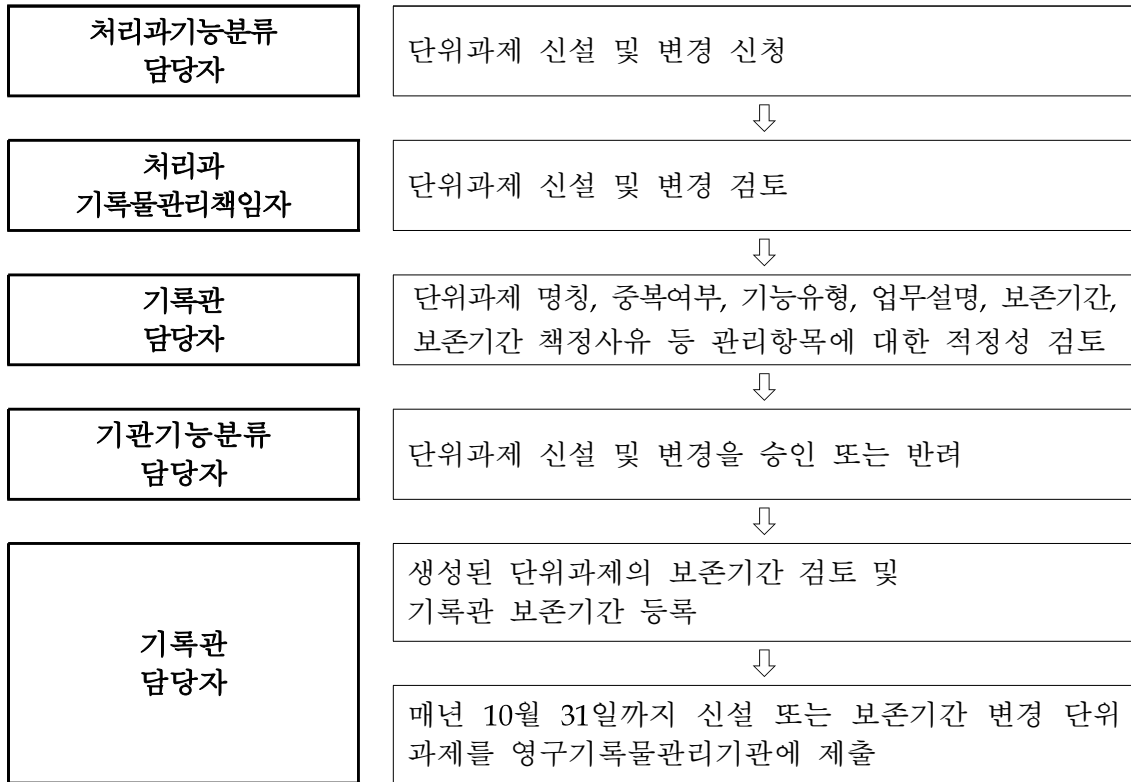 처리과기능분류
담당자
단위과제 신설 및 변경 신청
처리과
기록물관리책임자
단위과제 신설 및 변경 검토
기록관
담당자
단위과제 명칭, 중복여부, 기능유형, 업무설명, 보존기간,
보존기간 책정사유 등 관리항목에 대한 적정성 검토
기관기능분류
담당자
단위과제 신설 및 변경을 승인 또는 반려
기록관
담당자
생성된 단위과제의 보존기간 검토 및
기록관 보존기간 등록
매년 10월 31일까지 신설 또는 보존기간 변경 단위
과제를 영구기록물관리기관에 제출